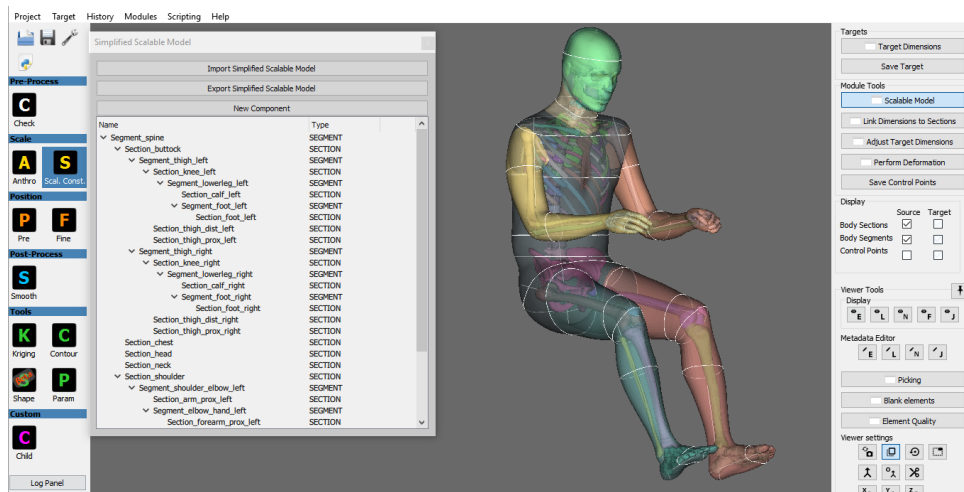 Project Target History Modules Scripting Help
Pre-Process
C
Check
Scale
A S
Anthro Scal. Const.
Position
P F
Pre Fine
Post-Process
S
Smooth
Tools
K C
Kriging Contour
P
Shape Param
Custom
C
Child
Log Panel
Simplified Scalable Model
Import Simplified Scalable Model
Export Simplified Scalable Model
New Component
Name Type
Segment_spine SEGMENT
Section_buttock SECTION
Segment_thigh_left SEGMENT
Section_knee_left SECTION
Segment_lowerleg_left SEGMENT
Section_calf_left SECTION
Segment_foot_left SEGMENT
Section_foot_left SECTION
Section_thigh_dist_left SECTION
Section_thigh_prox_left SECTION
Segment_thigh_right SEGMENT
Section_knee_right SECTION
Segment_lowerleg_right SEGMENT
Section_calf_right SECTION
Segment_foot_right SEGMENT
Section_foot_right SECTION
Section_thigh_dist_right SECTION
Section_thigh_prox_right SECTION
Section_chest SECTION
Section_head SECTION
Section_neck SECTION
Section_shoulder SECTION
Segment_shoulder_elbow_left SEGMENT
Section_arm_prox_left SECTION
Segment_elbow_hand_left SEGMENT
Section_forearm_prox_left SECTION
Targets
Target Dimensions
Save Target
Module Tools
Scalable Model
Link Dimensions to Sections
Adjust Target Dimensions
Perform Deformation
Save Control Points
Display
Source Target
Body Sections
Body Segments
Control Points
Viewer Tools
Display
E L N F J
Metadata Editor
E L N J
Picking
Blank elements
Element Quality
Viewer settings